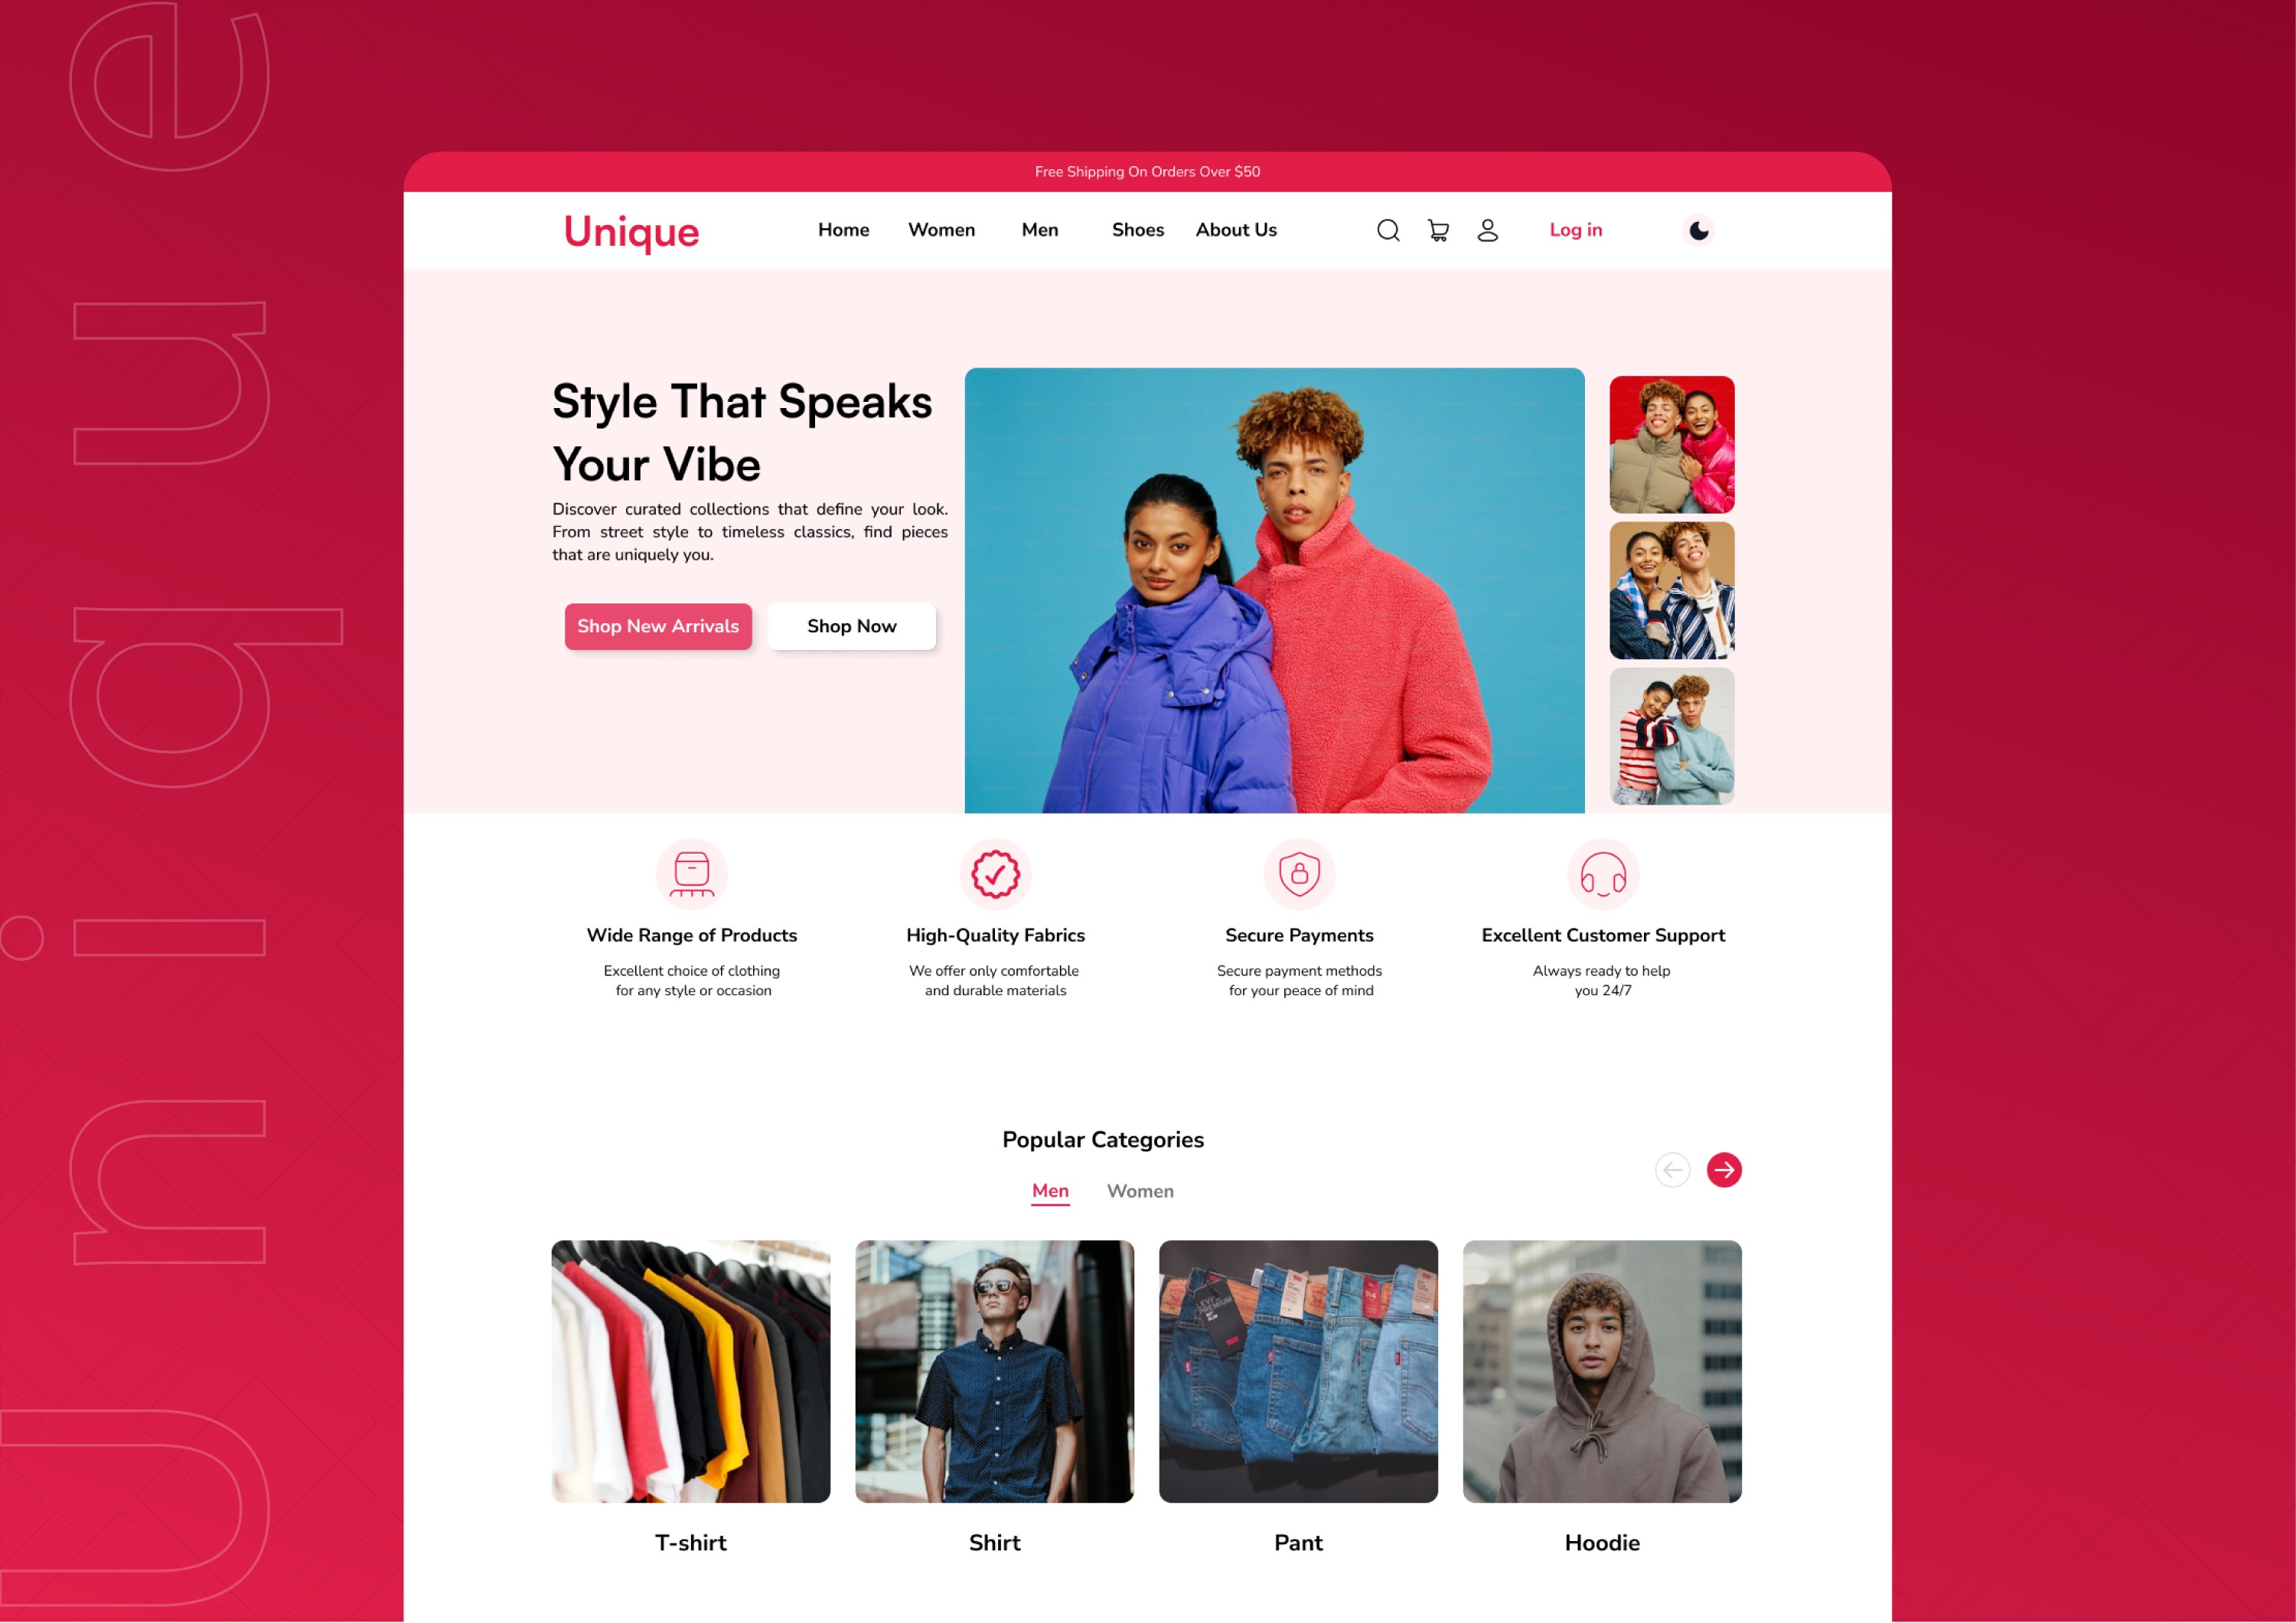 Unique
Free Shipping On Orders Over $50
Unique
Home Women Men Shoes About Us Log in
Style That Speaks
Your Vibe
Discover curated collections that define your look.
From street style to timeless classics, find pieces
that are uniquely you.
Shop New Arrivals Shop Now
Wide Range of Products
Excellent choice of clothing
for any style or occasion
High-Quality Fabrics
We offer only comfortable
and durable materials
Secure Payments
Secure payment methods
for your peace of mind
Excellent Customer Support
Always ready to help
you 24/7
Popular Categories
Men Women
T-shirt
Shirt
Pant
Hoodie